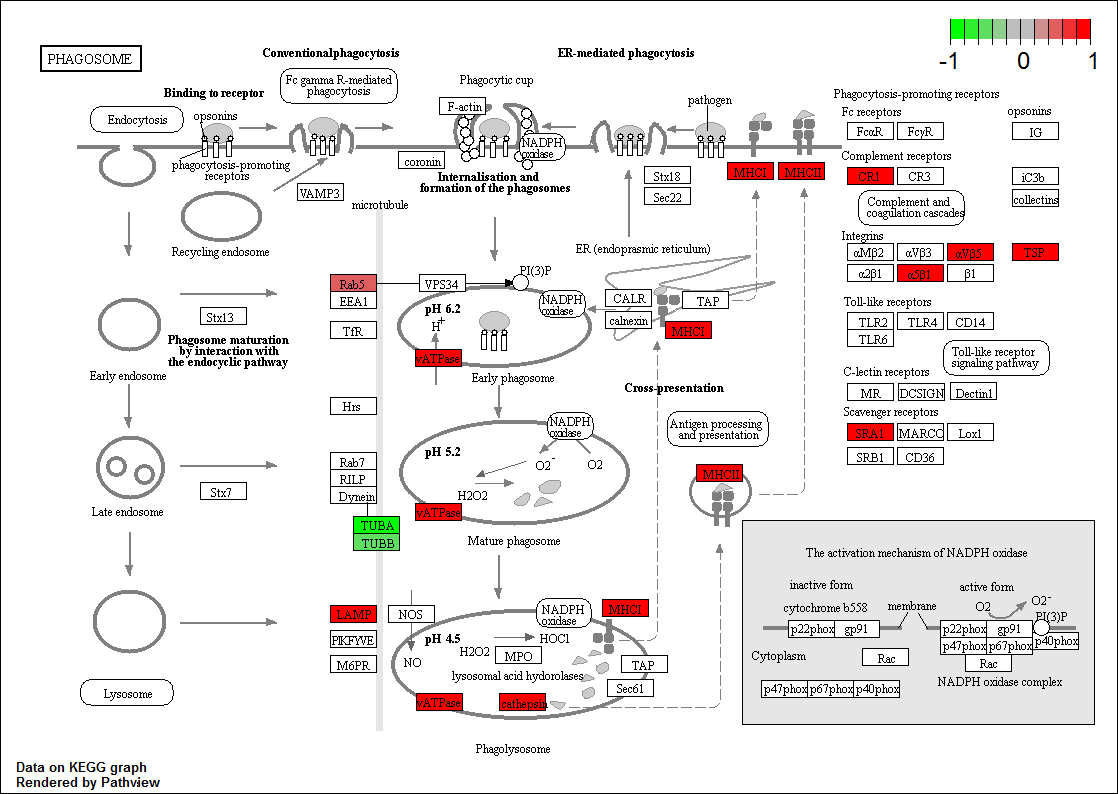 PHAGOSOME
-1 0 1
Conventionalphagocytosis
ER-mediated phagocytosis
Fc gamma R-mediated
phagocytosis
Phagocytic cup
F-actin
Binding to receptor
opsonins
Endocytosis
phagocytosis-promoting
receptors
VAMP3
coronin
NADPH
oxidase
Internalisation and
formation of the phagosomes
pathogen
Stx18
Sec22
MHCI
MHCII
Phagocytosis-promoting receptors
Fc receptors
FcαR
FcγR
opsonins
IG
Complement receptors
CR1
CR3
iC3b
collectins
Complement and
coagulation cascades
Integrins
αMβ2
αVβ3
αVβ5
TSP
α2β1
α5β1
β1
Toll-like receptors
TLR2
TLR4
CD14
TLR6
Toll-like receptor
signaling pathway
C-lectin receptors
MR
DCSIGN
Dectin1
Scavenger receptors
SRA1
MARCO
Lox1
SRB1
CD36
Recycling endosome
microtubule
ER (endoprasmic reticulum)
Rab5
VPS34
PI(3)P
EEA1
TfR
pH 6.2
H+
vATPase
NADPH
oxidase
CALR
calnexin
TAP
MHCI
Early phagosome
Stx13
Phagosome maturation
by interaction with
the endocyclic pathway
Early endosome
Cross-presentation
Hrs
Antigen processing
and presentation
NADPH
oxidase
pH 5.2
O2-
O2
H2O2
vATPase
Mature phagosome
MHCII
Rab7
RILP
Dynein
TUBA
TUBB
Stx7
Late endosome
LAMP
PIKFYVE
M6PR
NOS
NO
NADPH
oxidase
MHCI
pH 4.5
HOCl
H2O2
MPO
lysosomal acid hydorolases
TAP
Sec61
vATPase
cathepsin
Phagolysosome
Lysosome
The activation mechanism of NADPH oxidase
inactive form
cytochrome b558
p22phox
gp91
membrane
Cytoplasm
Rac
p47phox
p67phox
p40phox
active form
O2
O2-
PI(3)P
p22phox
gp91
p47phox
p67phox
p40phox
Rac
NADPH oxidase complex
Data on KEGG graph
Rendered by Pathview